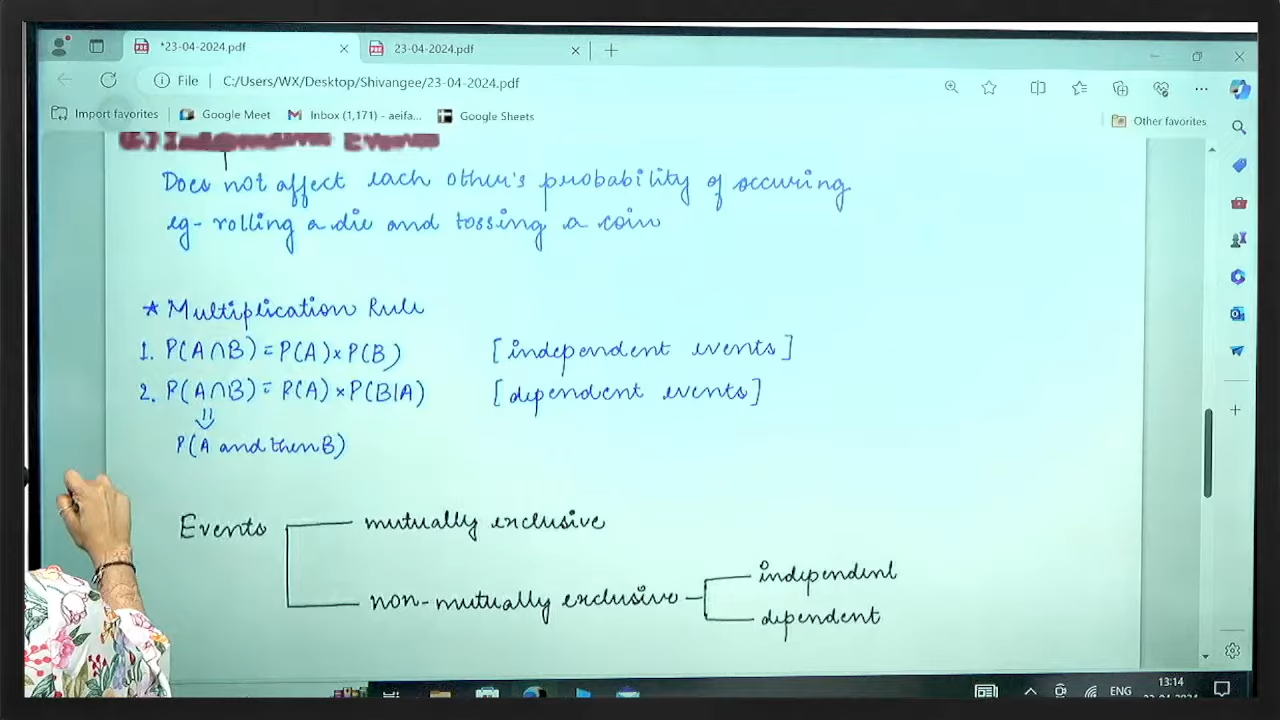 *23-04-2024.pdf
23-04-2024.pdf
File
C:/Users/WX/Desktop/Shivangee/23-04-2024.pdf
Import favorites
Google Meet
Inbox (1,171) - aeifa...
Google Sheets
Other favorites
Does not affect each other's probability of occuring
eg- rolling a die and tossing a coin
* Multiplication Rule
1. P(A∩B) = P(A) × P(B) [independent events]
2. P(A∩B) = P(A) × P(B|A) [dependent events]
P(A and then B)
Events
mutually exclusive
non-mutually exclusive
independent
dependent
ENG
13:14